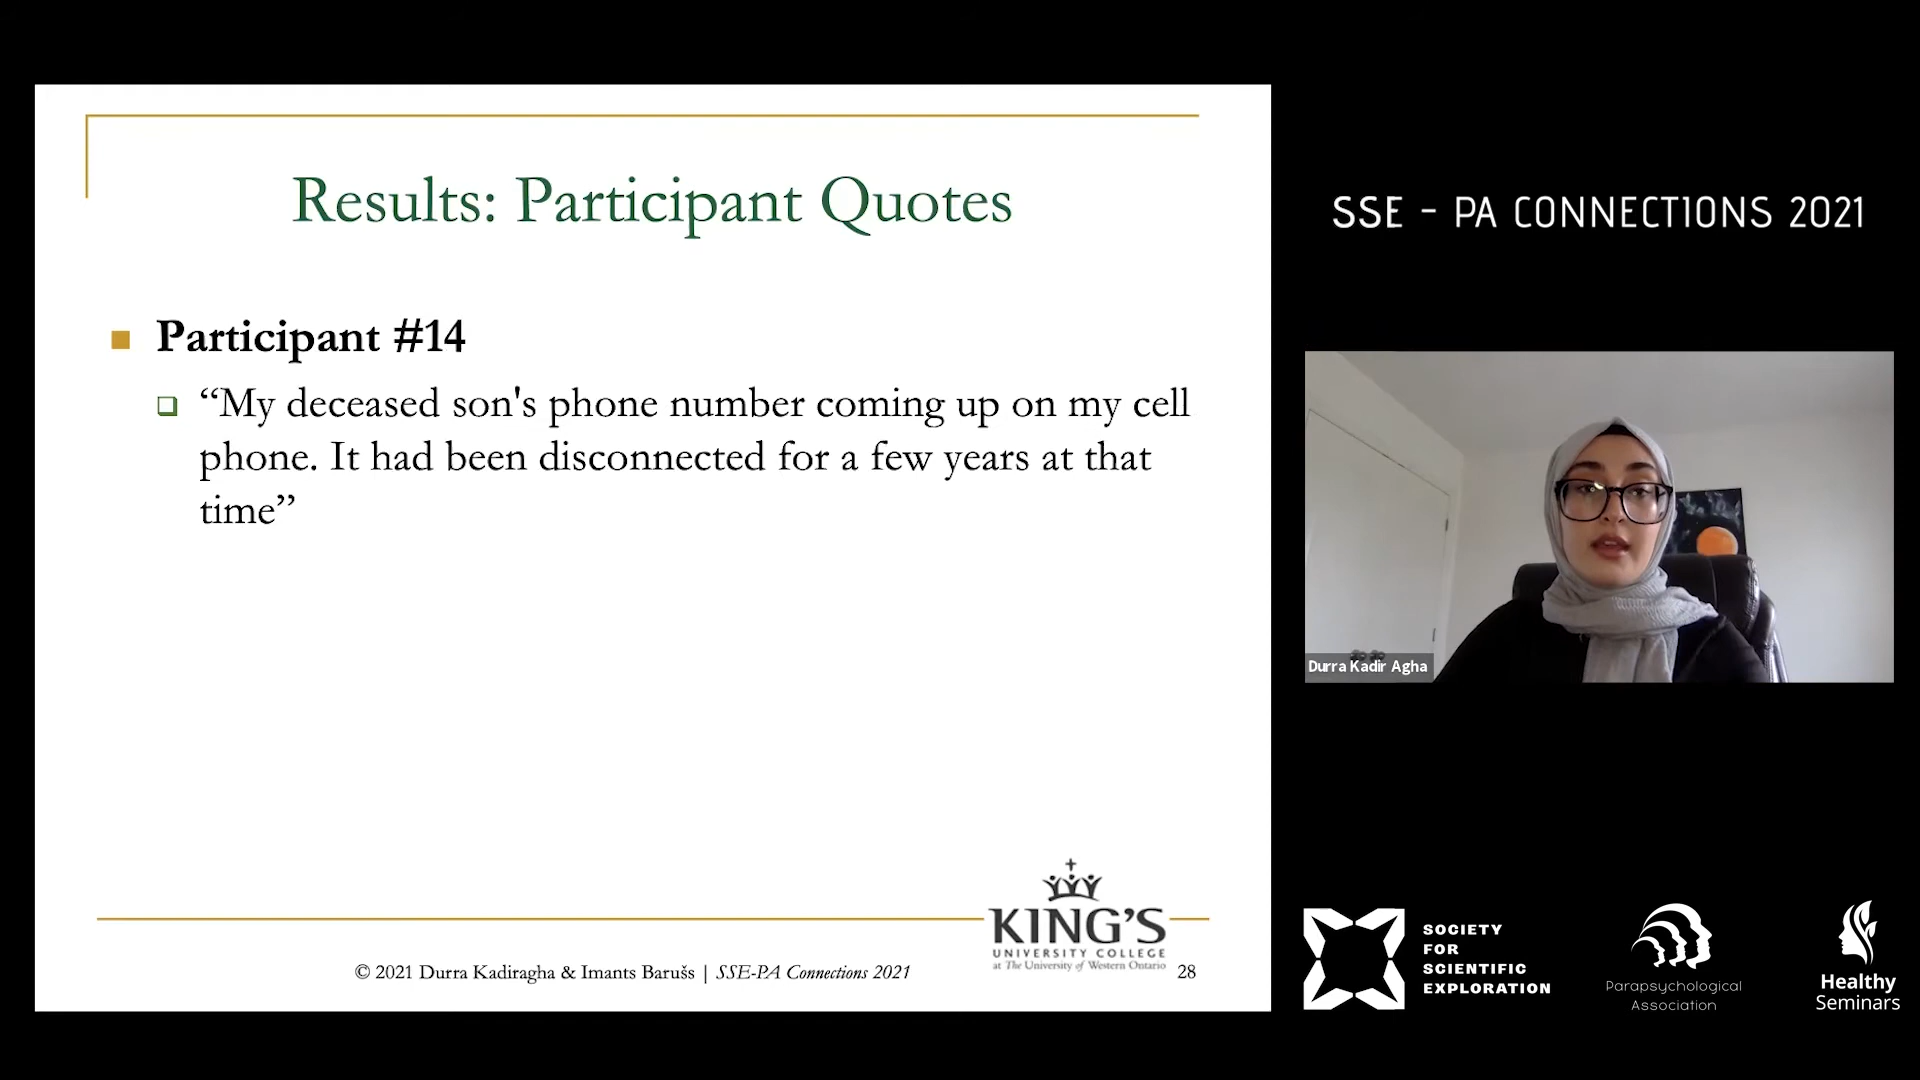 Results: Participant Quotes
Participant #14
“My deceased son's phone number coming up on my cell
phone. It had been disconnected for a few years at that
time”
KING'S
UNIVERSITY COLLEGE
at The University of Western Ontario
© 2021 Durra Kadiragha & Imants Barušs | SSE-PA Connections 2021
28
SSE - PA CONNECTIONS 2021
Durra Kadir Agha
SOCIETY
FOR
SCIENTIFIC
EXPLORATION
Parapsychological
Association
Healthy
Seminars